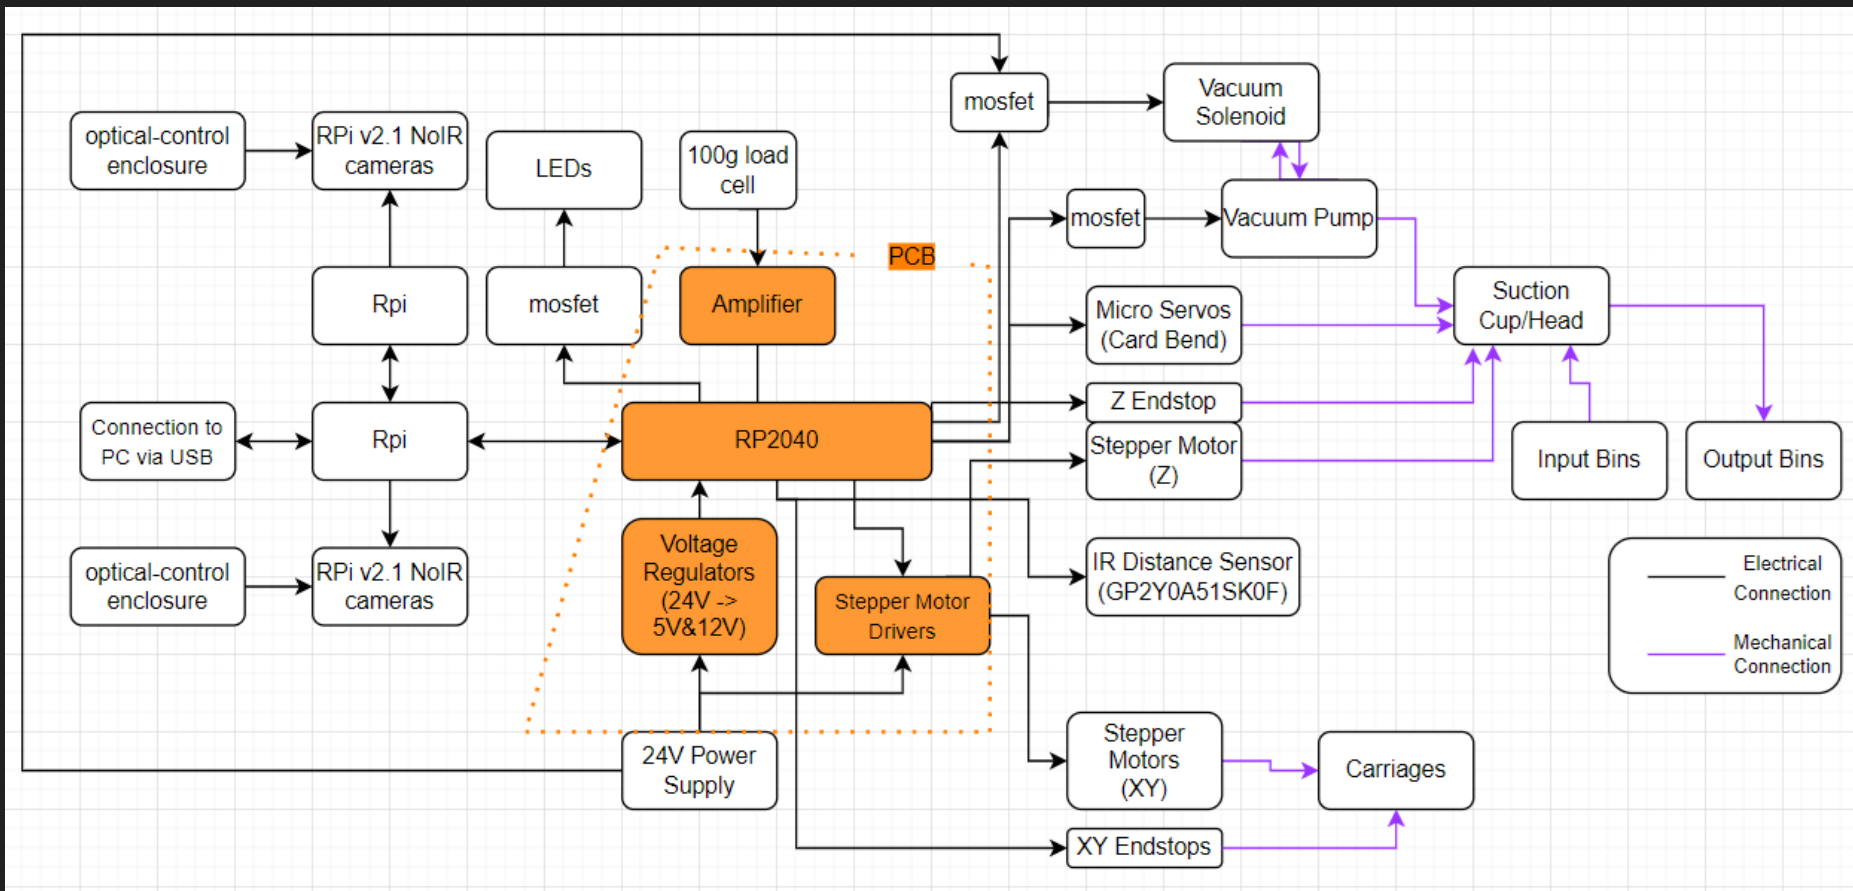 mosfet
Vacuum
Solenoid
optical-control
enclosure
RPi v2.1 NoIR
cameras
LEDs
100g load
cell
mosfet
Vacuum Pump
PCB
Rpi
mosfet
Amplifier
Micro Servos
(Card Bend)
Suction
Cup/Head
Connection to
PC via USB
Rpi
RP2040
Z Endstop
Stepper Motor
(Z)
Input Bins
Output Bins
optical-control
enclosure
RPi v2.1 NoIR
cameras
Voltage
Regulators
(24V ->
5V&12V)
Stepper Motor
Drivers
IR Distance Sensor
(GP2Y0A51SK0F)
Electrical
Connection
Mechanical
Connection
24V Power
Supply
Stepper
Motors
(XY)
Carriages
XY Endstops